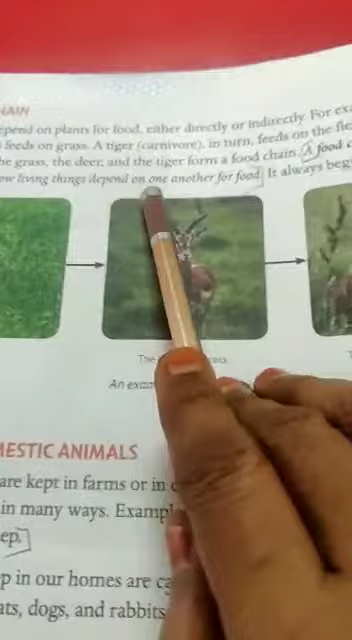 HAIN
epend on plants for food, either directly or indirectly. For exa
feeds on grass. A tiger (carnivore), in turn, feeds on the fle
he grass, the deer, and the tiger form a food chain. A food c
ow living things depend on one another for food. It always beg
The
An exam
MESTIC ANIMALS
are kept in farms or in
in many ways. Exampl
ep.
p in our homes are ca
ats, dogs, and rabbits